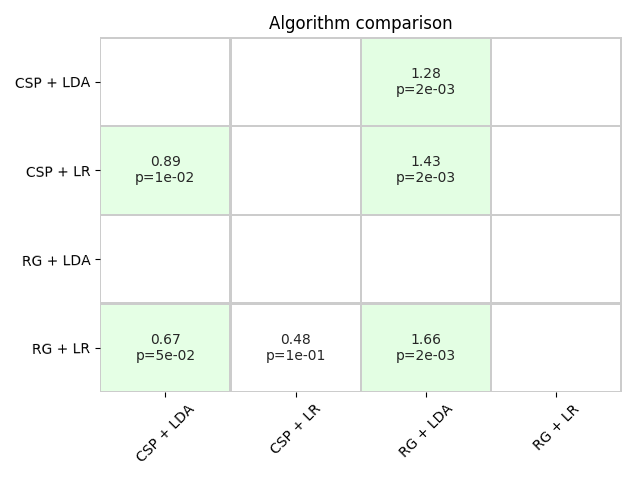 Algorithm comparison
CSP + LDA
1.28
p=2e-03
CSP + LR
0.89
p=1e-02
1.43
p=2e-03
RG + LDA
RG + LR
0.67
p=5e-02
0.48
p=1e-01
1.66
p=2e-03
CSP + LDA
CSP + LR
RG + LDA
RG + LR